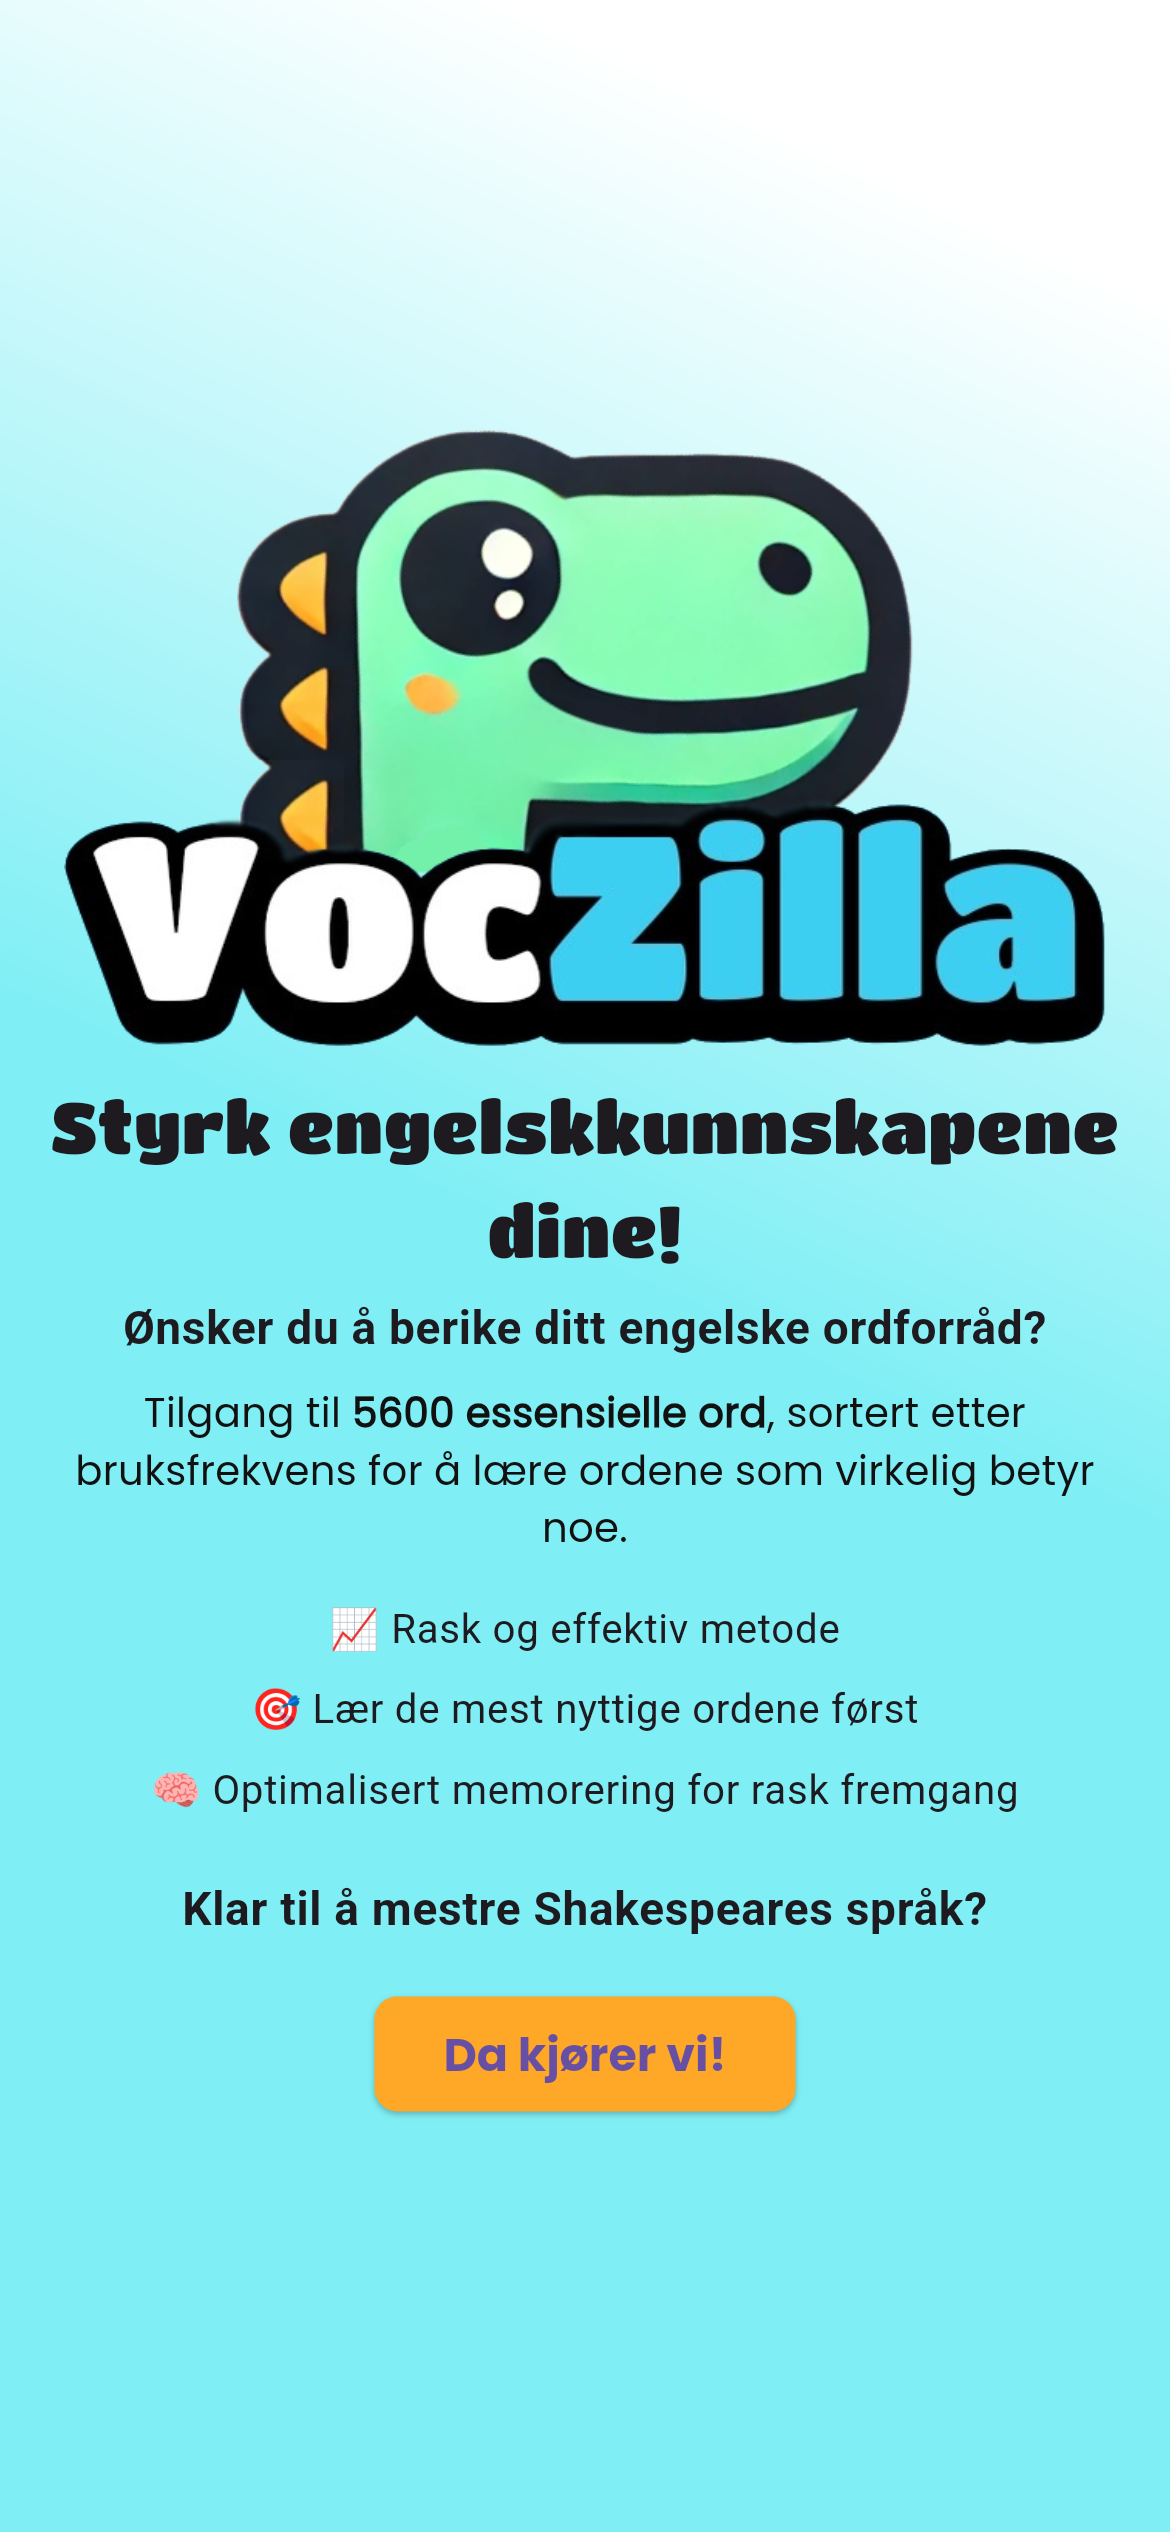 VocZilla
Styrk engelskkunnskapene
dine!
Ønsker du å berike ditt engelske ordforråd?
Tilgang til 5600 essensielle ord, sortert etter
bruksfrekvens for å lære ordene som virkelig betyr
noe.
📈 Rask og effektiv metode
🎯 Lær de mest nyttige ordene først
🧠 Optimalisert memorering for rask fremgang
Klar til å mestre Shakespeares språk?
Da kjører vi!